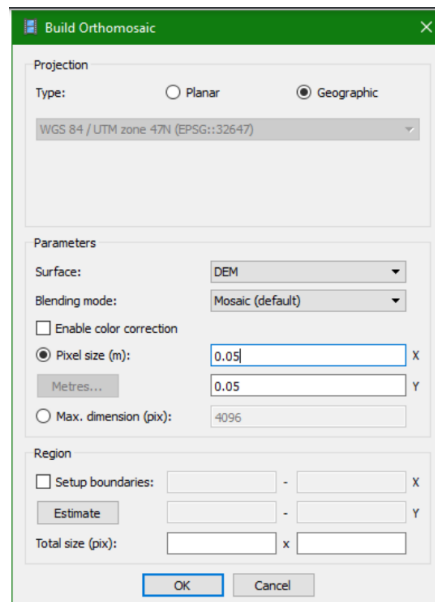 Build Orthomosaic
Projection
Type: Planar Geographic
WGS 84 / UTM zone 47N (EPSG::32647)
Parameters
Surface: DEM
Blending mode: Mosaic (default)
Enable color correction
Pixel size (m): 0.05 X
Metres... 0.05 Y
Max. dimension (pix): 4096
Region
Setup boundaries: - X
Estimate - Y
Total size (pix): x
OK Cancel